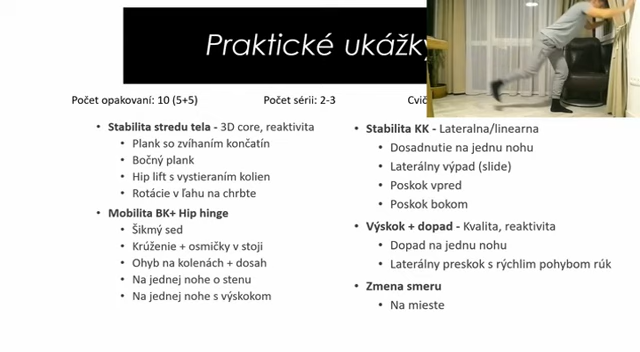 Praktické ukážky
Počet opakovaní: 10 (5+5)
Počet sérii: 2-3
Cvič
Stabilita stredu tela - 3D core, reaktivita
Plank so zvíhaním končatín
Bočný plank
Hip lift s vystieraním kolien
Rotácie v ľahu na chrbte
Mobilita BK+ Hip hinge
Šikmý sed
Krúženie + osmičky v stoji
Ohyb na kolenách + dosah
Na jednej nohe o stenu
Na jednej nohe s výskokom
Stabilita KK - Lateralna/linearna
Dosadnutie na jednu nohu
Laterálny výpad (slide)
Poskok vpred
Poskok bokom
Výskok + dopad - Kvalita, reaktivita
Dopad na jednu nohu
Laterálny preskok s rýchlim pohybom rúk
Zmena smeru
Na mieste